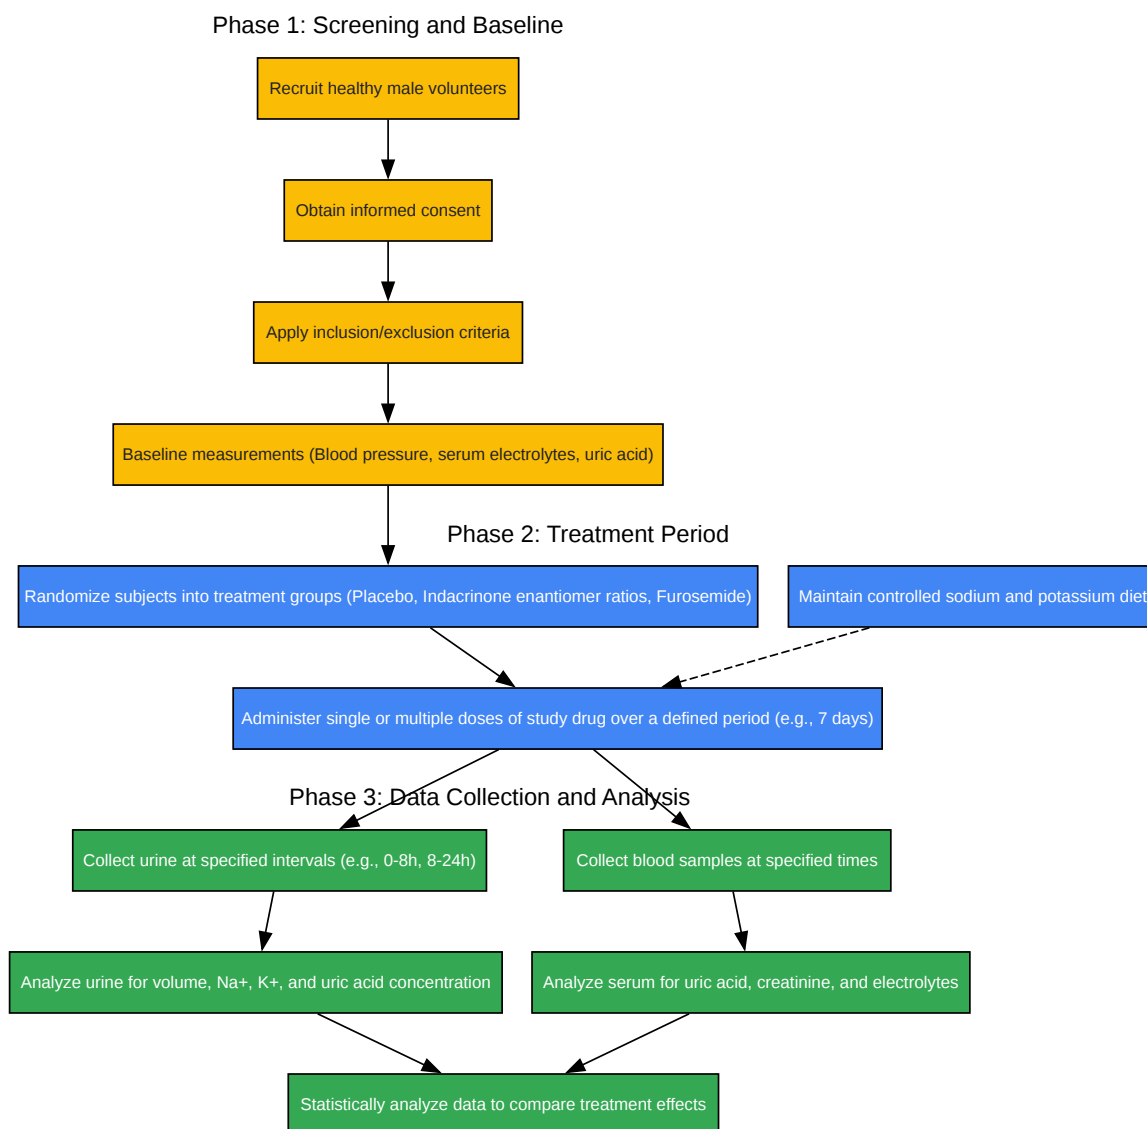 Phase 1: Screening and Baseline
Recruit healthy male volunteers
Obtain informed consent
Apply inclusion/exclusion criteria
Baseline measurements (Blood pressure, serum electrolytes, uric acid)
Phase 2: Treatment Period
Randomize subjects into treatment groups (Placebo, Indacrinone enantiomer ratios, Furosemide)
Maintain controlled sodium and potassium diet
Administer single or multiple doses of study drug over a defined period (e.g., 7 days)
Phase 3: Data Collection and Analysis
Collect urine at specified intervals (e.g., 0-8h, 8-24h)
Collect blood samples at specified times
Analyze urine for volume, Na+, K+, and uric acid concentration
Analyze serum for uric acid, creatinine, and electrolytes
Statistically analyze data to compare treatment effects